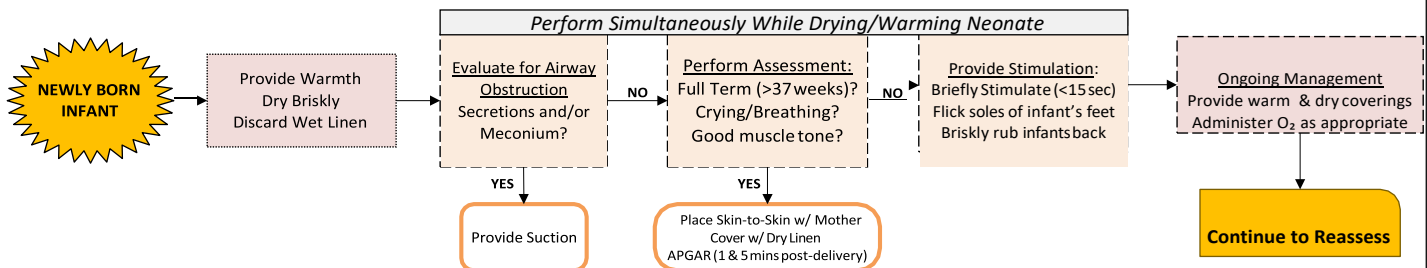 Perform Simultaneously While Drying/Warming Neonate
NEWLY BORN
INFANT
Provide Warmth
Dry Briskly
Discard Wet Linen
Evaluate for Airway
Obstruction
Secretions and/or
Meconium?
NO
YES
Provide Suction
Perform Assessment:
Full Term (>37 weeks)?
Crying/Breathing?
Good muscle tone?
NO
YES
Place Skin-to-Skin w/ Mother
Cover w/ Dry Linen
APGAR (1 & 5 mins post-delivery)
Provide Stimulation:
Briefly Stimulate (<15 sec)
Flick soles of infant's feet
Briskly rub infants back
Ongoing Management
Provide warm & dry coverings
Administer O₂ as appropriate
Continue to Reassess